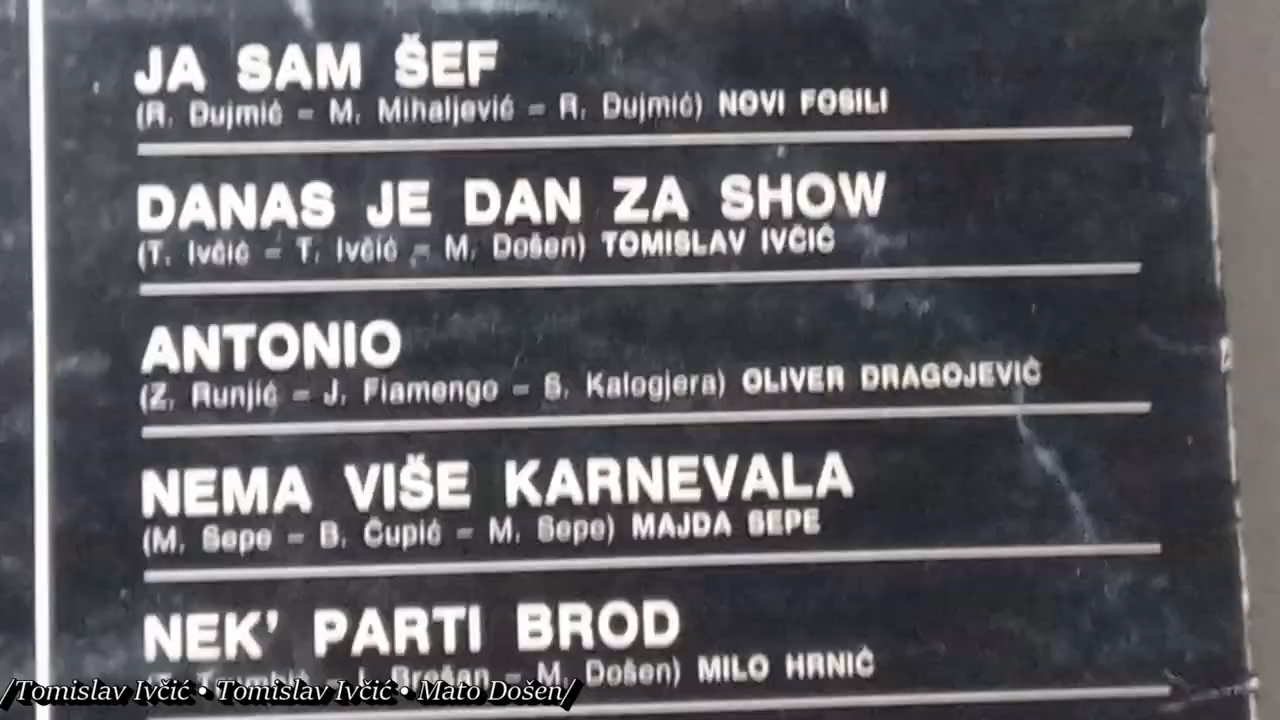 JA SAM ŠEF
(R. Dujmić – M. Mihaljević – R. Dujmić) NOVI FOSILI
DANAS JE DAN ZA SHOW
(T. Ivčić – T. Ivčić – M. Došen) TOMISLAV IVČIĆ
ANTONIO
(Z. Runjić – J. Fiamengo – S. Kalogjera) OLIVER DRAGOJEVIĆ
NEMA VIŠE KARNEVALA
(M. Sepe – B. Čupić – M. Sepe) MAJDA SEPE
NEK' PARTI BROD
– M. Došen) MILO HRNIĆ
/Tomislav Ivčić • Tomislav Ivčić • Mato Došen/